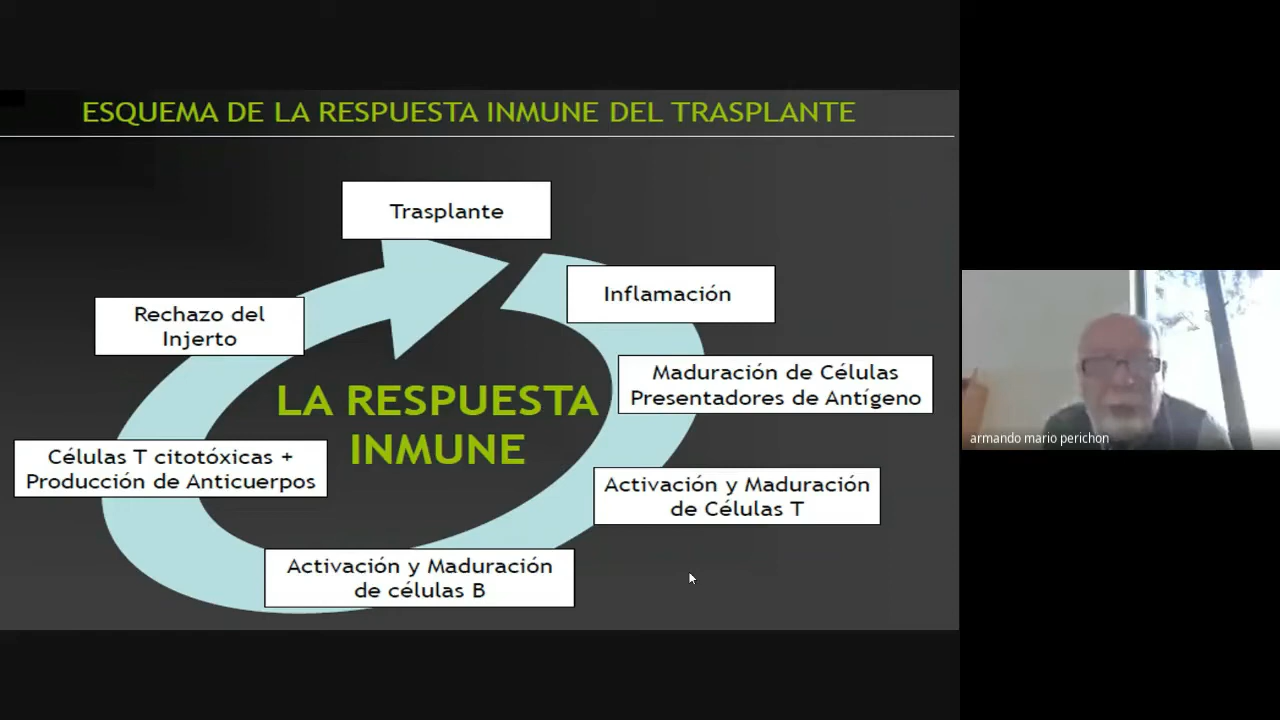 ESQUEMA DE LA RESPUESTA INMUNE DEL TRASPLANTE
Trasplante
Inflamación
Maduración de Células
Presentadores de Antígeno
Activación y Maduración
de Células T
Activación y Maduración
de células B
Células T citotóxicas +
Producción de Anticuerpos
Rechazo del
Injerto
LA RESPUESTA
INMUNE
armando mario perichon